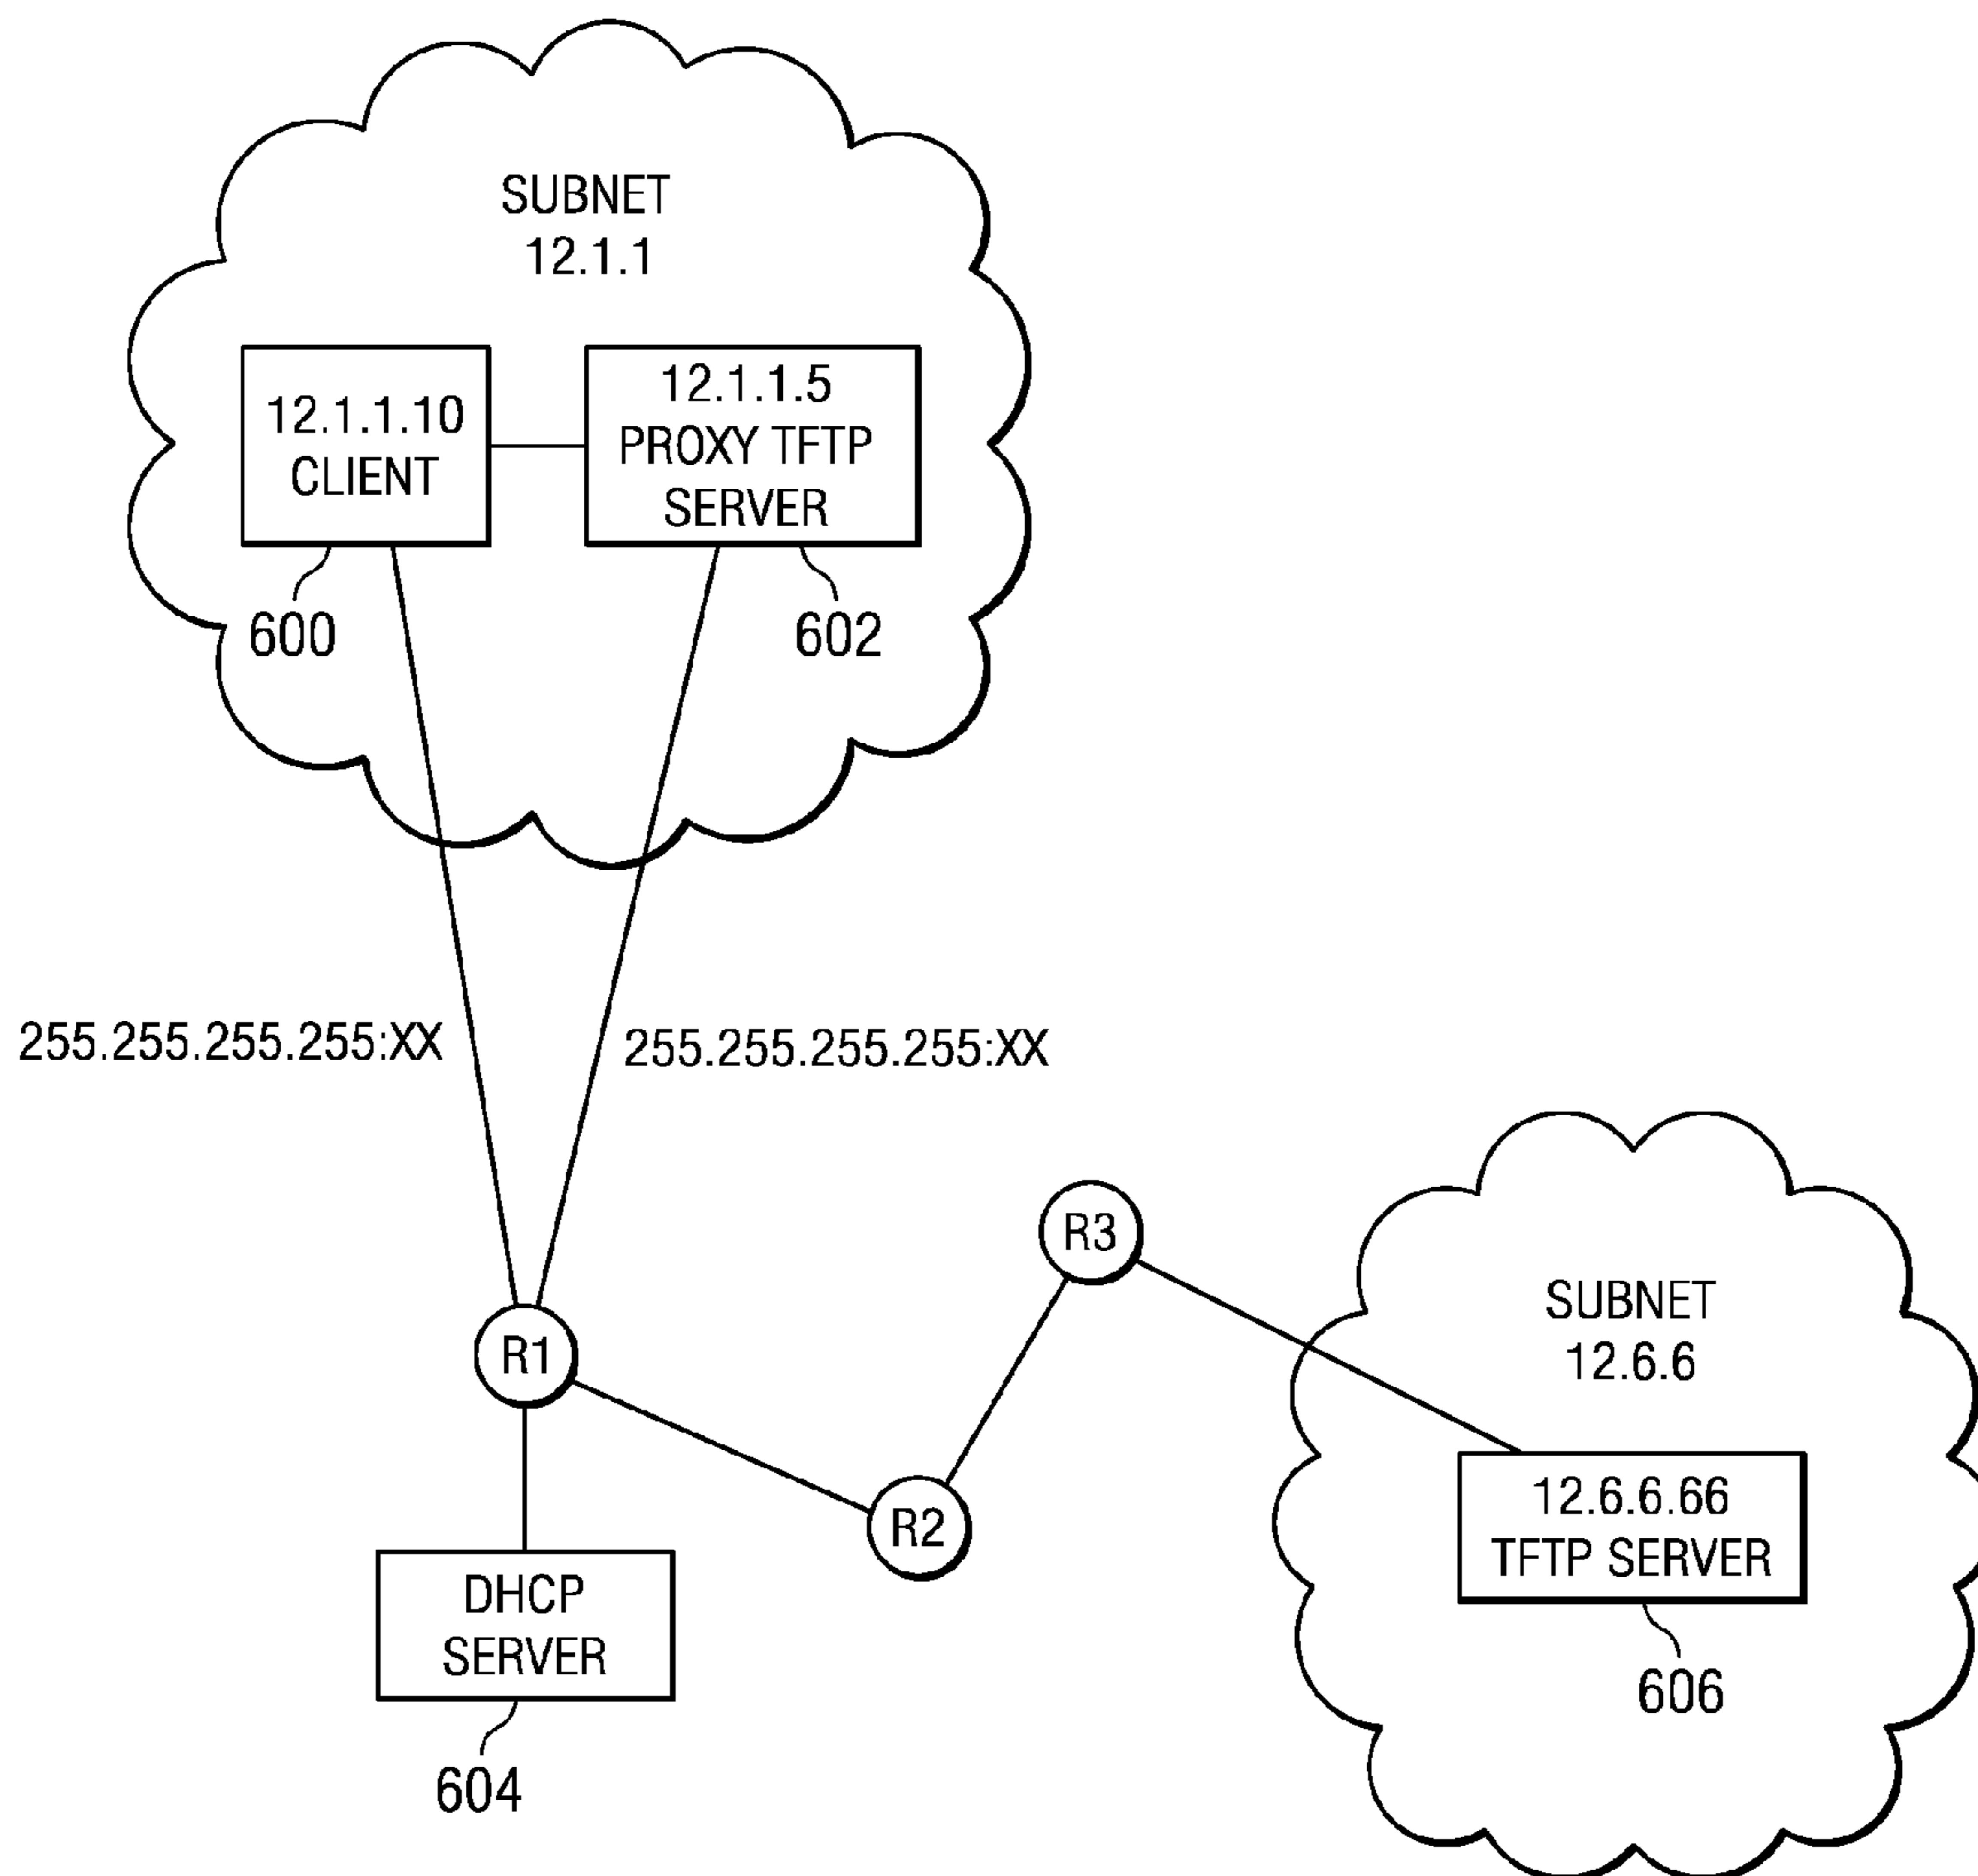 SUBNET
12.1.1
12.1.1.10
CLIENT
12.1.1.5
PROXY TFTP
SERVER
600
602
255.255.255.255:XX
255.255.255.255:XX
R3
R1
R2
SUBNET
12.6.6
12.6.6.66
TFTP SERVER
606
DHCP
SERVER
604